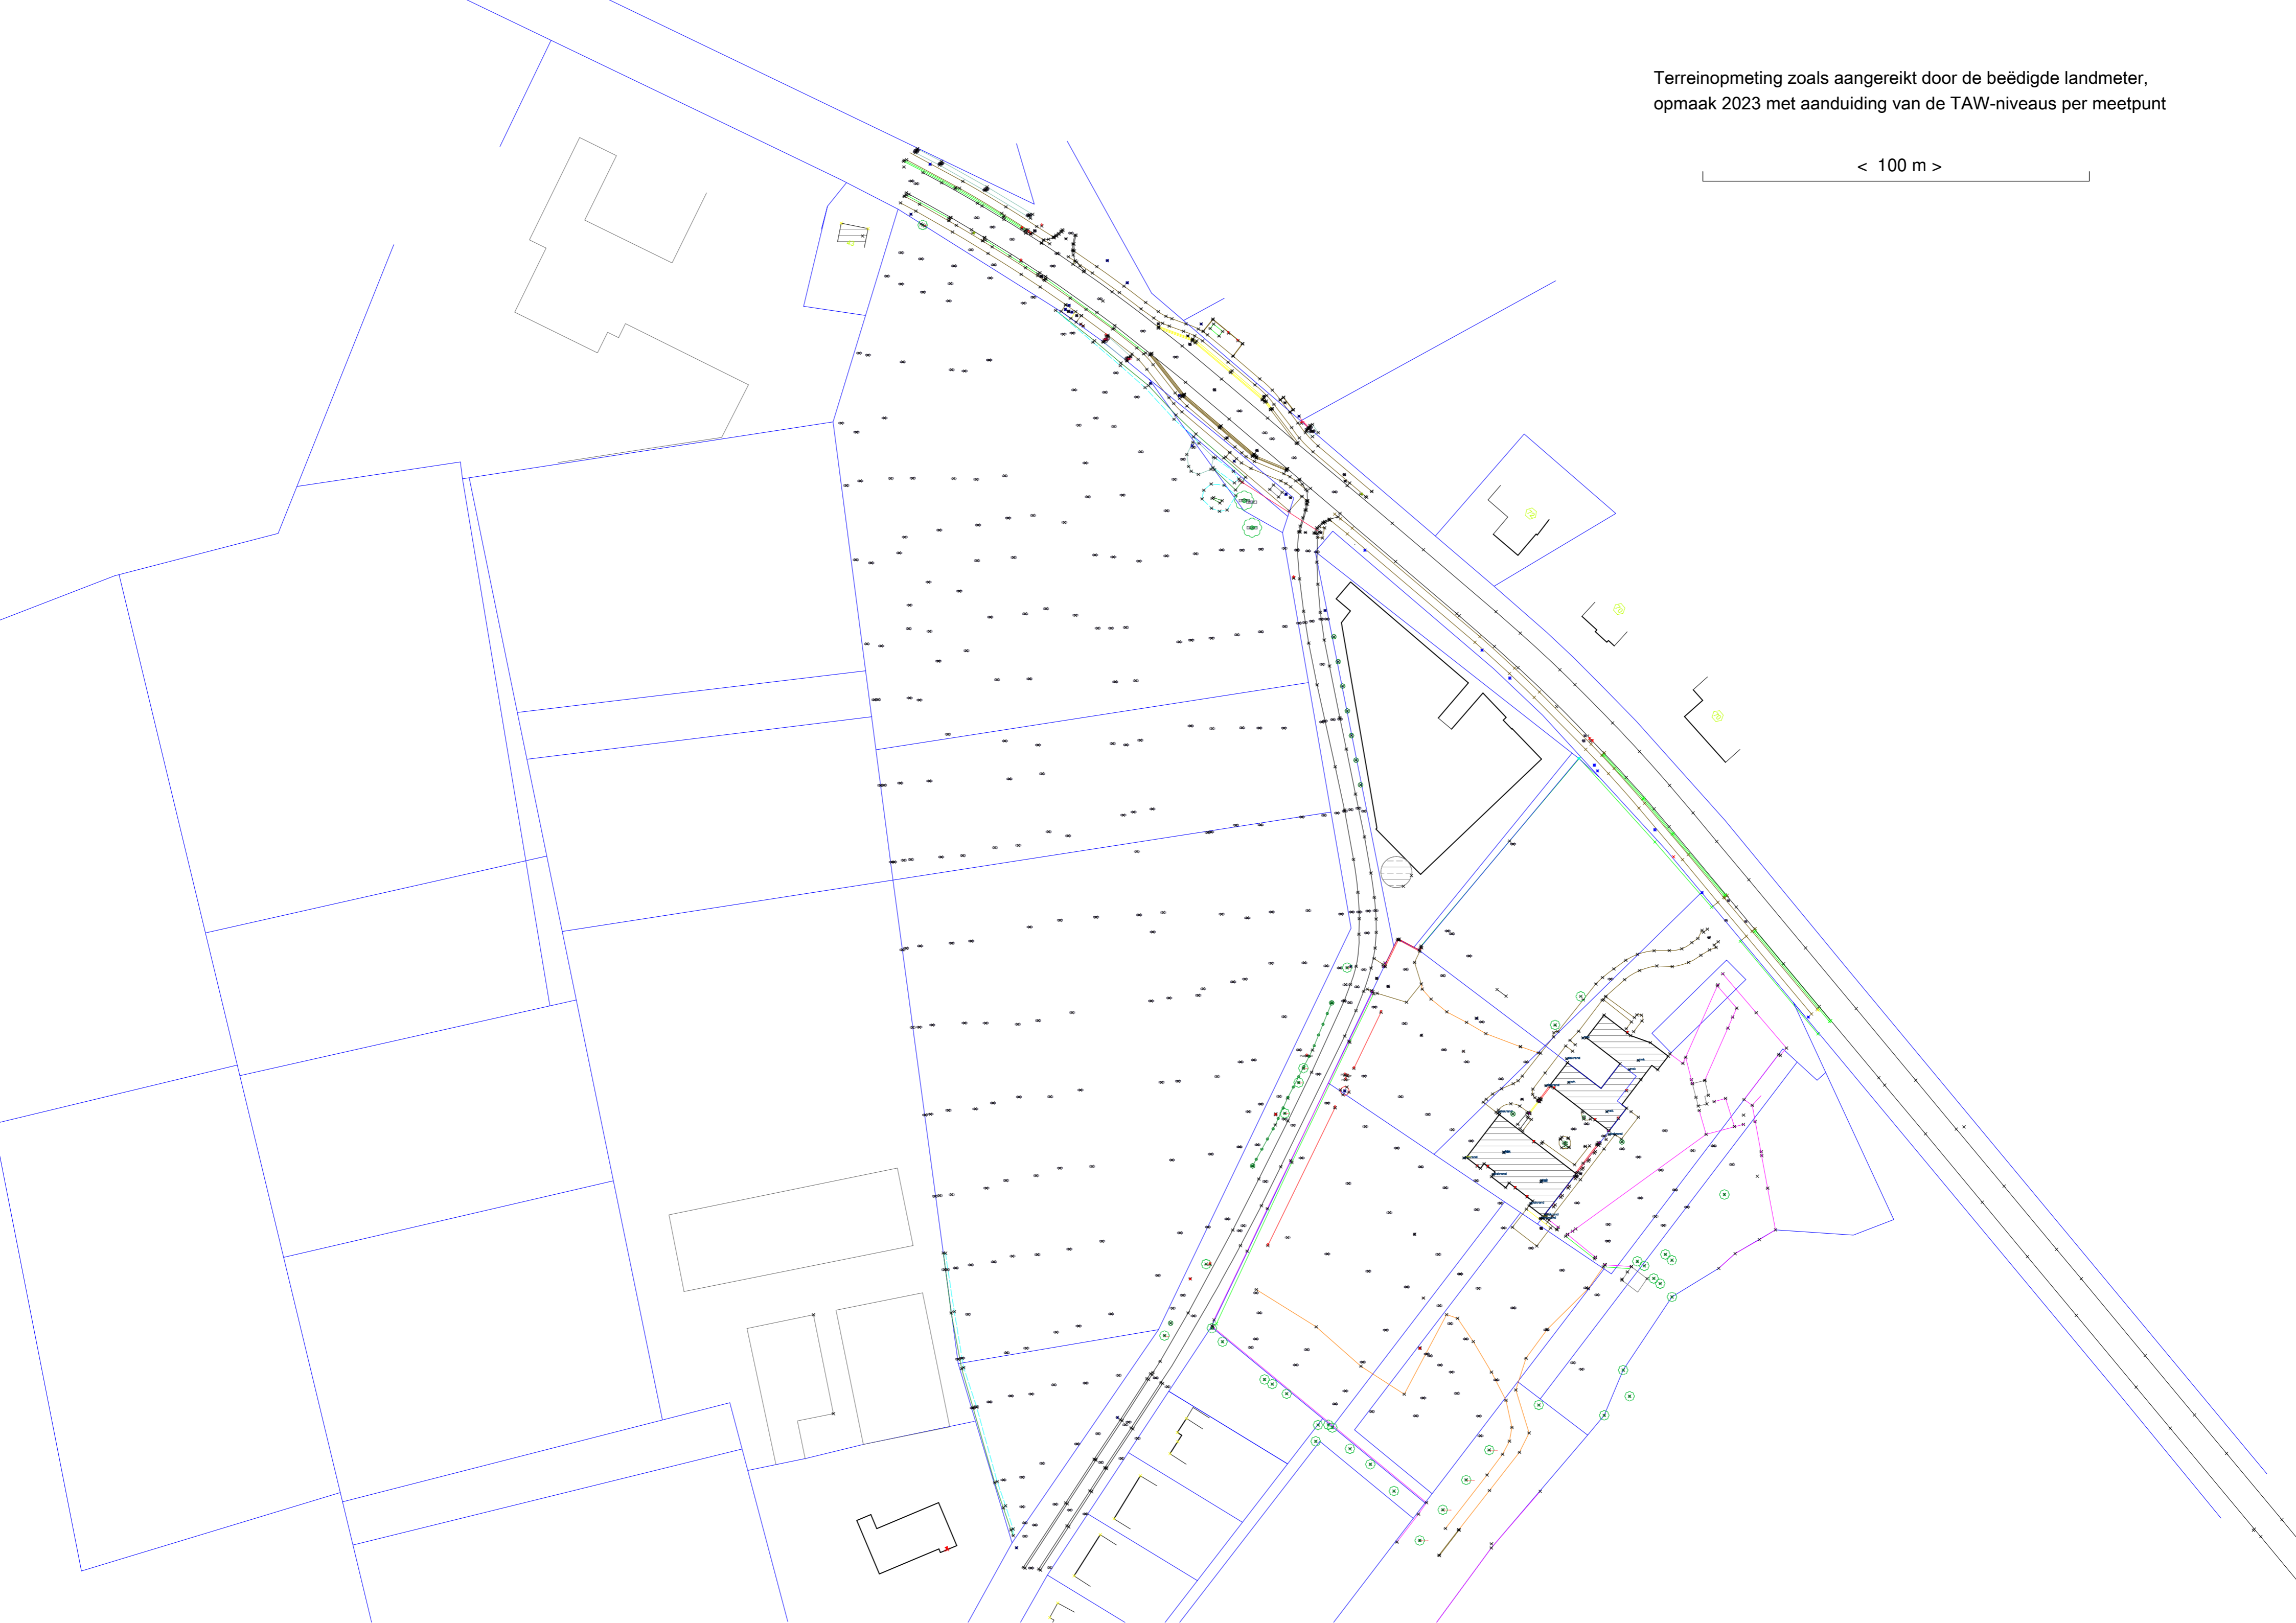 Terreinopmeting zoals aangereikt door de beëdigde landmeter,
opmaak 2023 met aanduiding van de TAW-niveaus per meetpunt
< 100 m >